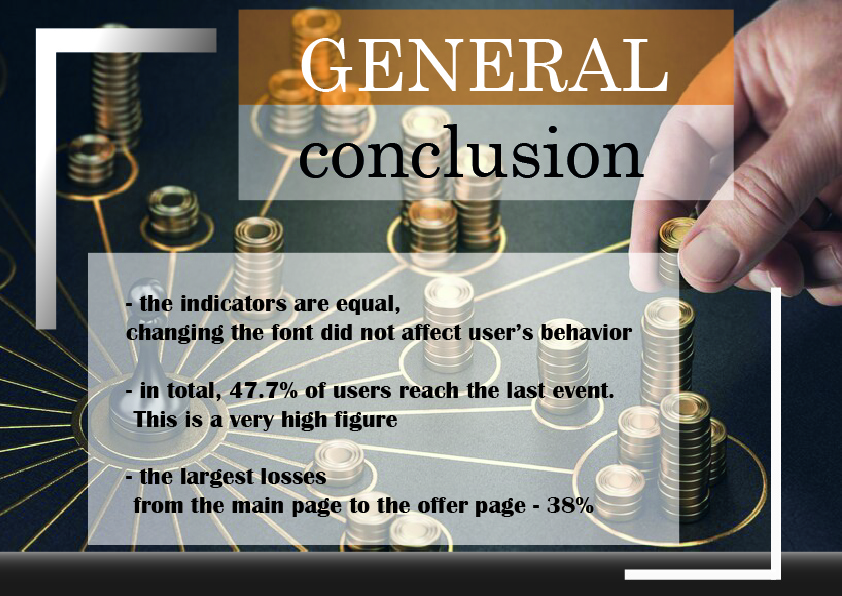 GENERAL
conclusion
- the indicators are equal,
changing the font did not affect user’s behavior
- in total, 47.7% of users reach the last event.
This is a very high figure
- the largest losses
from the main page to the offer page - 38%